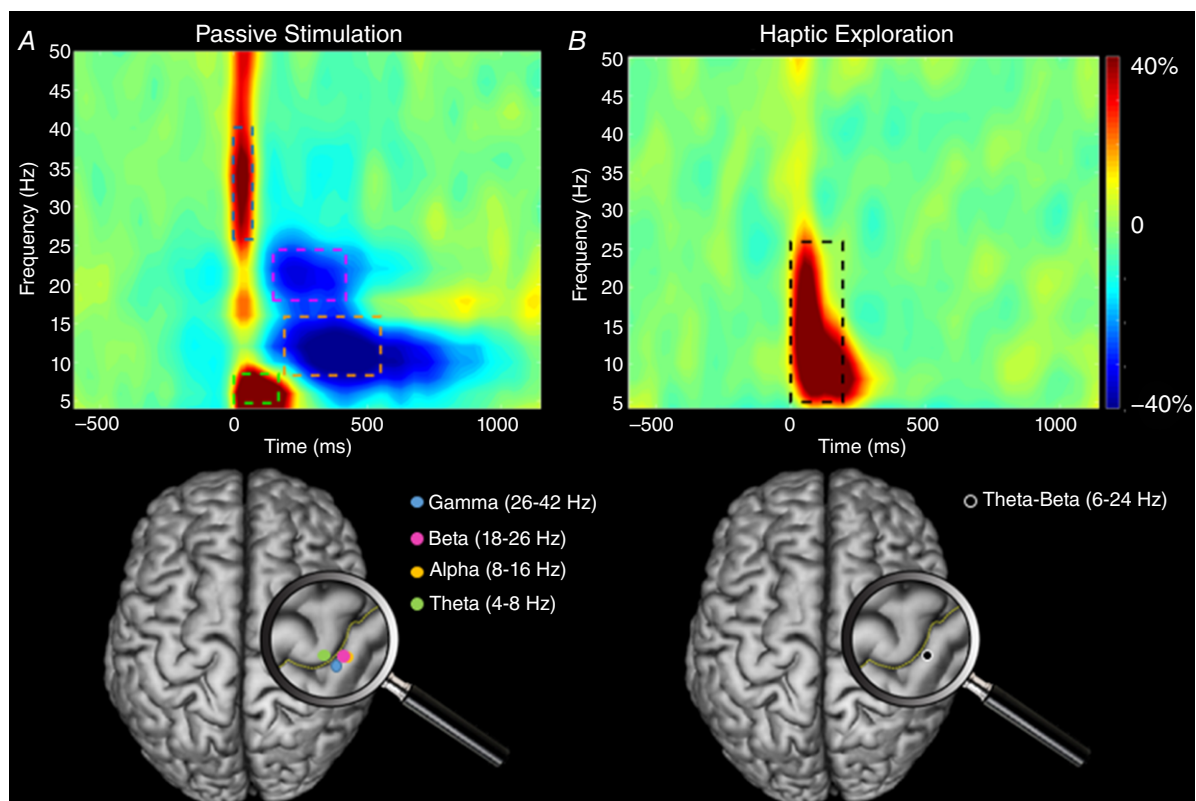 A
Passive Stimulation
B
Haptic Exploration
50
45
40
35
30
25
20
15
10
5
Frequency (Hz)
−500
0
500
1000
Time (ms)
50
45
40
35
30
25
20
15
10
5
Frequency (Hz)
−500
0
500
1000
Time (ms)
40%
0
−40%
Gamma (26-42 Hz)
Beta (18-26 Hz)
Alpha (8-16 Hz)
Theta (4-8 Hz)
Theta-Beta (6-24 Hz)